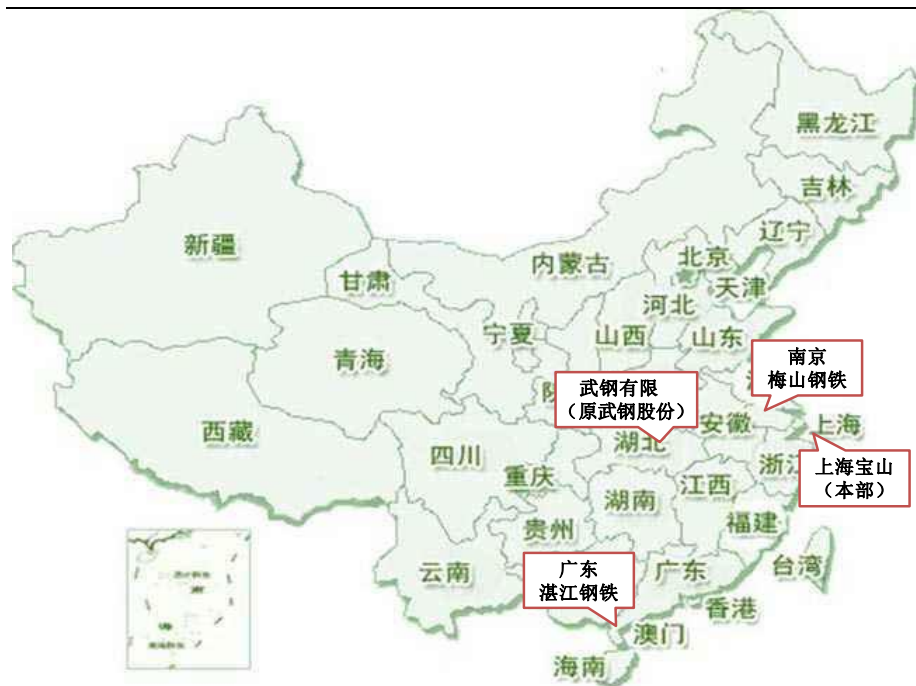 黑龙江
吉林
辽宁
新疆
内蒙古
北京
甘肃
天津
河北
宁夏
山西
山东
青海
南京
梅山钢铁
武钢有限
（原武钢股份）
安徽
上海
西藏
四川
湖北
重庆
浙江
上海宝山
（本部）
江西
湖南
贵州
福建
云南
广东
湛江钢铁
广东
台湾
香港
澳门
海南
南
海